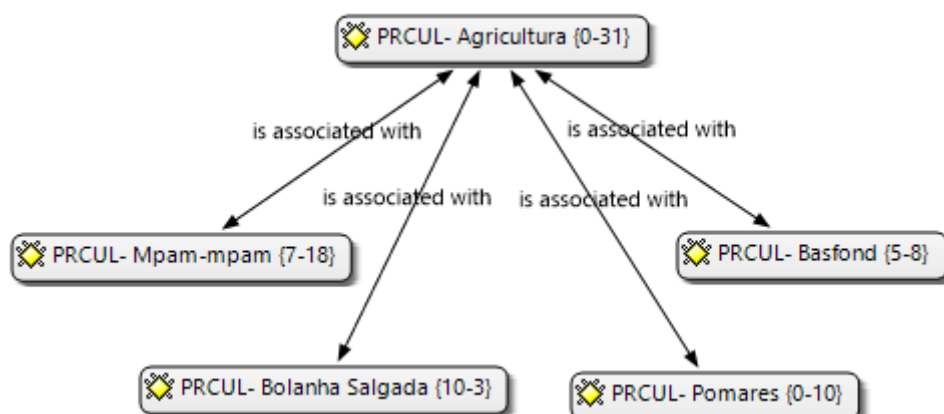 PRCUL- Agricultura {0-31}
is associated with
is associated with
is associated with
is associated with
PRCUL- Mpam-mpam {7-18}
PRCUL- Basfond {5-8}
PRCUL- Bolanha Salgada {10-3}
PRCUL- Pomares {0-10}